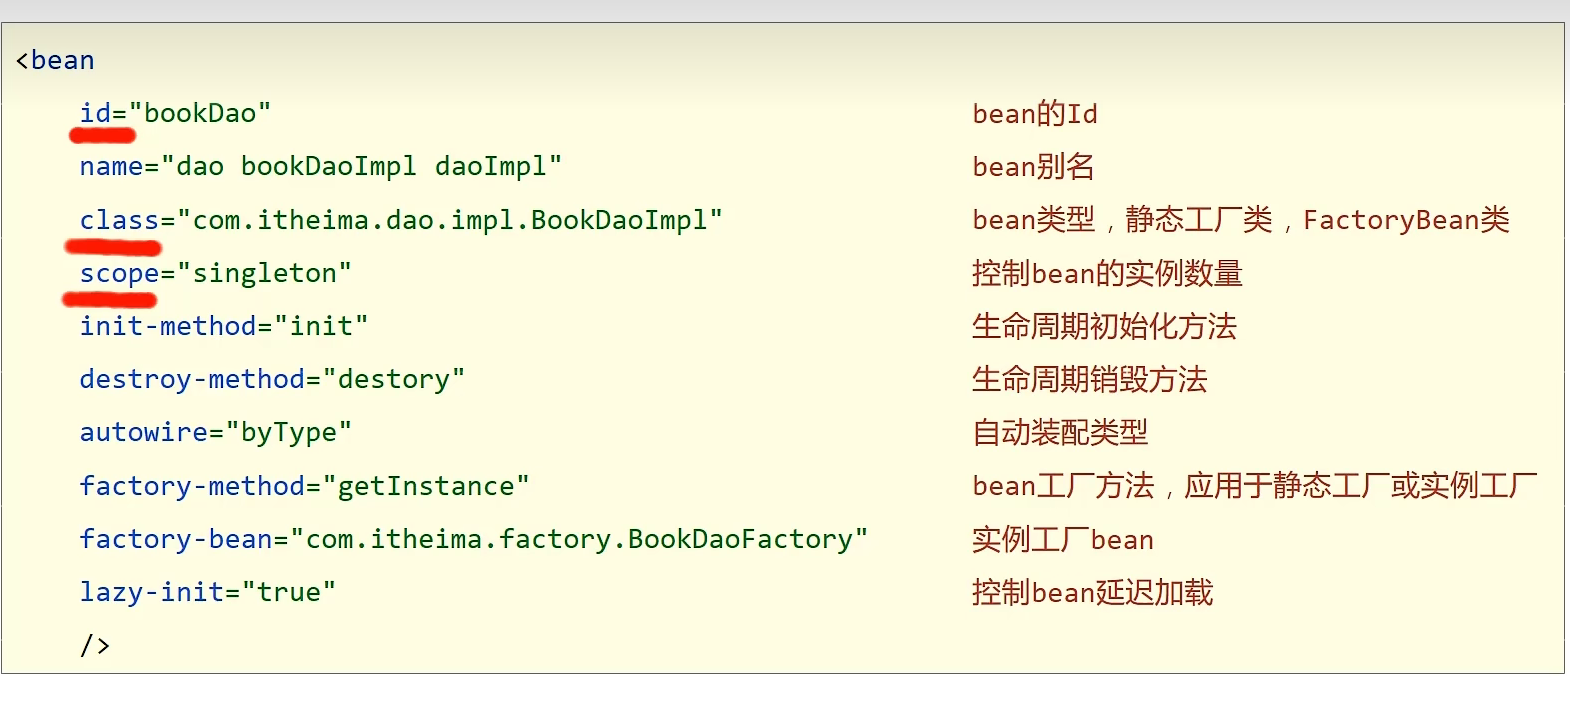 <bean
id="bookDao" bean的Id
name="dao bookDaoImpl daoImpl" bean别名
class="com.itheima.dao.impl.BookDaoImpl" bean类型，静态工厂类，FactoryBean类
scope="singleton" 控制bean的实例数量
init-method="init" 生命周期初始化方法
destroy-method="destory" 生命周期销毁方法
autowire="byType" 自动装配类型
factory-method="getInstance" bean工厂方法，应用于静态工厂或实例工厂
factory-bean="com.itheima.factory.BookDaoFactory" 实例工厂bean
lazy-init="true" 控制bean延迟加载
/>